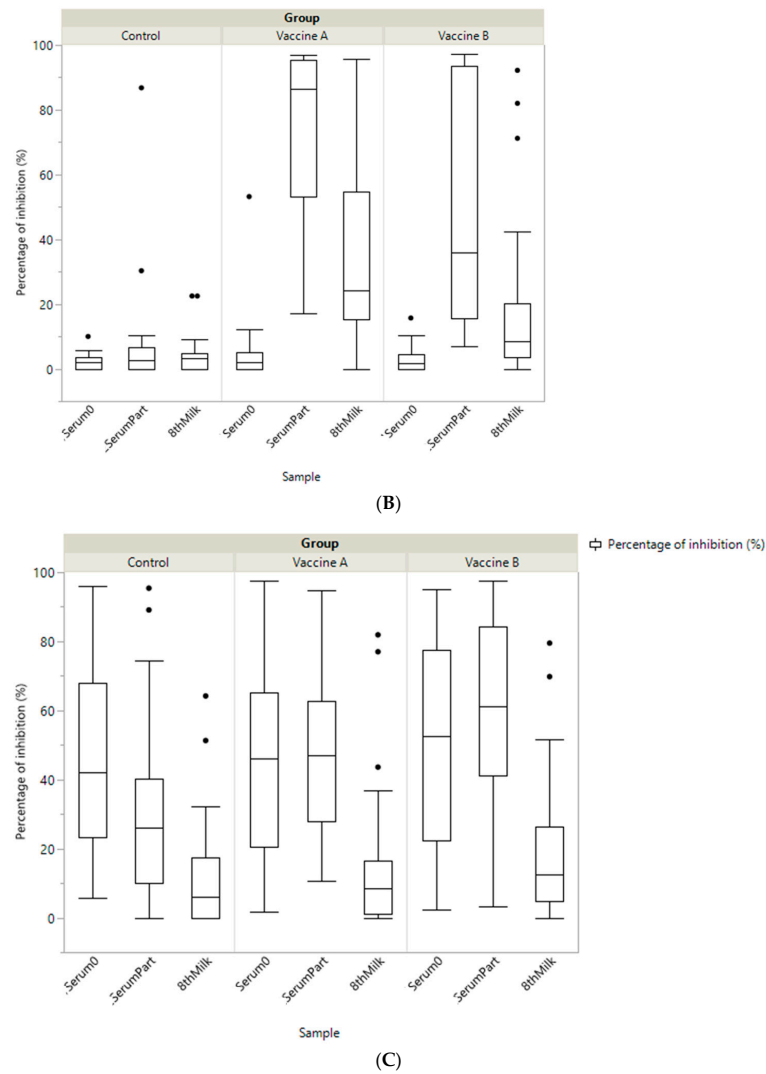 Group
Control Vaccine A Vaccine B
100
80
60
40
20
0
Percentage of inhibition (%)
.Serum0 .SerumPart 8thMilk .Serum0 .SerumPart 8thMilk .Serum0 .SerumPart 8thMilk
Sample
(B)
Group
Control Vaccine A Vaccine B
Percentage of inhibition (%)
100
80
60
40
20
0
Percentage of inhibition (%)
.Serum0 .SerumPart 8thMilk Serum0 .SerumPart 8thMilk Serum0 .SerumPart 8thMilk
Sample
(C)